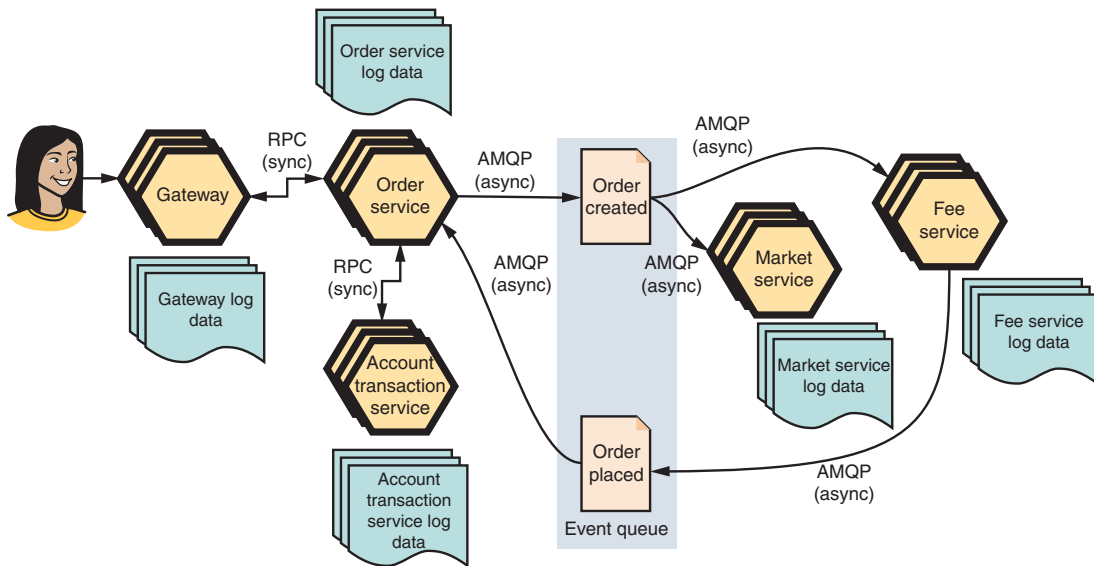 Order service
log data
RPC
(sync)
AMQP
(async)
AMQP
(async)
Gateway
Order
service
Order
created
Fee
service
Market
service
Gateway log
data
RPC
(sync)
AMQP
(async)
AMQP
(async)
Fee service
log data
Account
transaction
service
Market service
log data
Order
placed
AMQP
(async)
Account
transaction
service log
data
Event queue